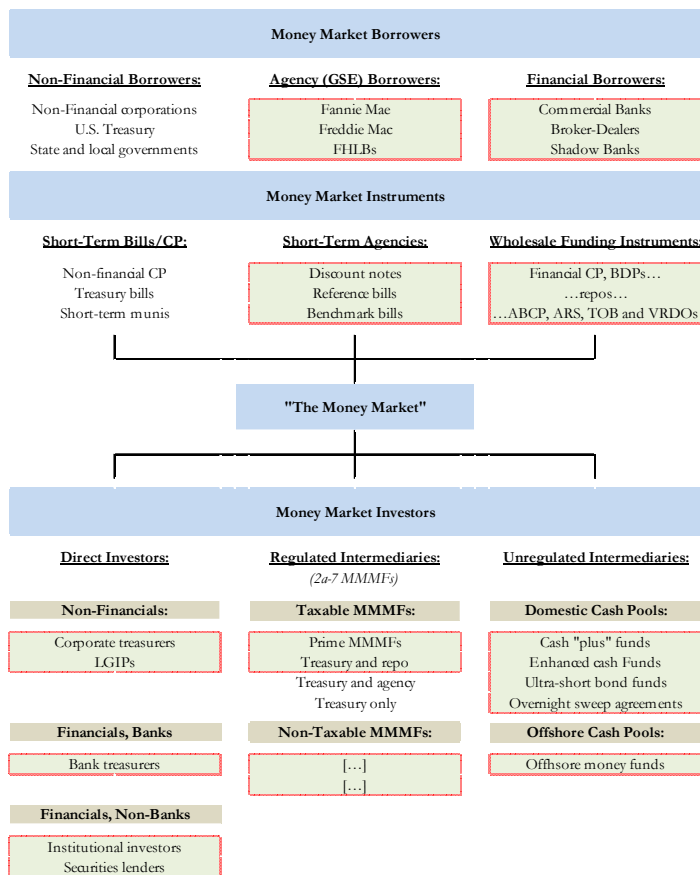 Money Market Borrowers
Non-Financial Borrowers:
Non-Financial corporations
U.S. Treasury
State and local governments
Agency (GSE) Borrowers:
Fannie Mae
Freddie Mac
FHLBs
Financial Borrowers:
Commercial Banks
Broker-Dealers
Shadow Banks
Money Market Instruments
Short-Term Bills/CP:
Non-financial CP
Treasury bills
Short-term munis
Short-Term Agencies:
Discount notes
Reference bills
Benchmark bills
Wholesale Funding Instruments:
Financial CP, BDPs…
…repos…
…ABCP, ARS, TOB and VRDOs
"The Money Market"
Money Market Investors
Direct Investors:
Non-Financials:
Corporate treasurers
LGIPs
Financials, Banks
Bank treasurers
Financials, Non-Banks
Institutional investors
Securities lenders
Regulated Intermediaries:
(2a-7 MMMFs)
Taxable MMMFs:
Prime MMMFs
Treasury and repo
Treasury and agency
Treasury only
Non-Taxable MMMFs:
[…]
[…]
Unregulated Intermediaries:
Domestic Cash Pools:
Cash "plus" funds
Enhanced cash Funds
Ultra-short bond funds
Overnight sweep agreements
Offshore Cash Pools:
Offhsore money funds